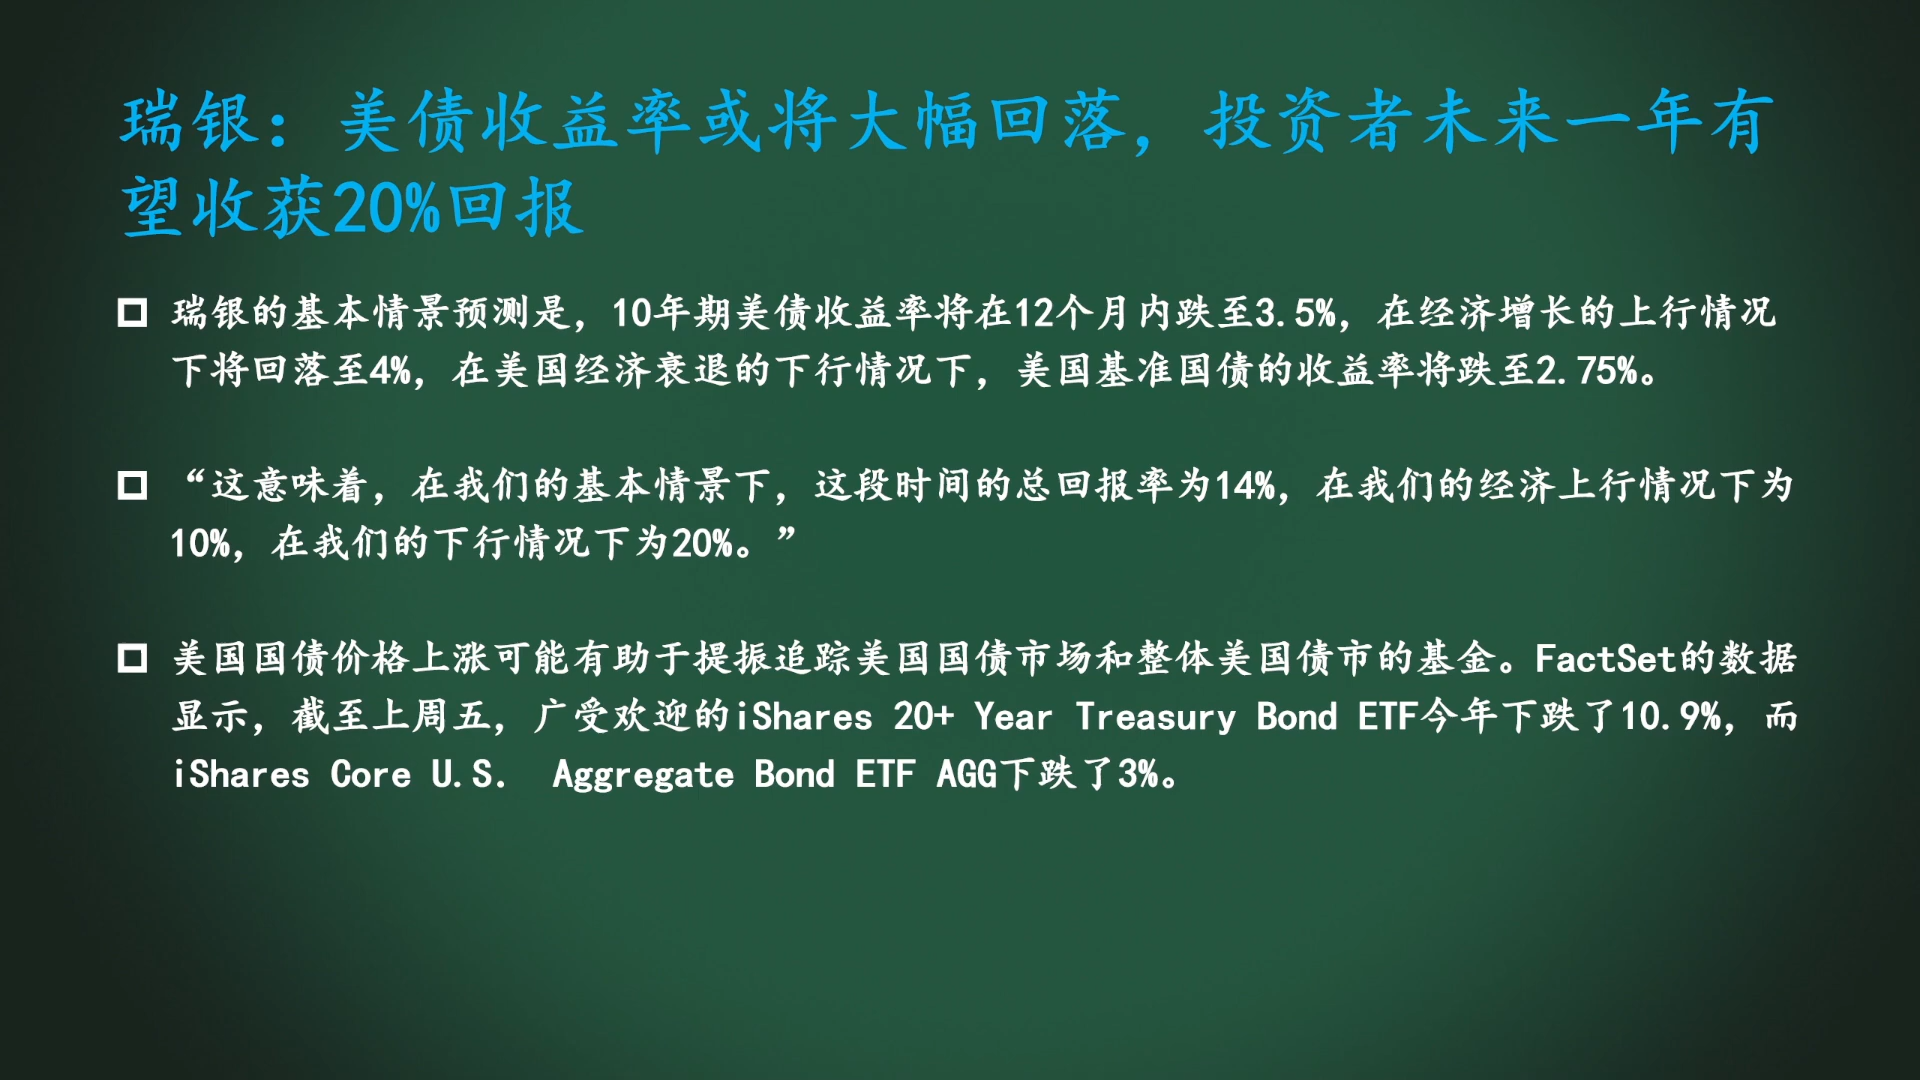 瑞银：美债收益率或将大幅回落，投资者未来一年有
望收获20%回报
瑞银的基本情景预测是，10年期美债收益率将在12个月内跌至3.5%，在经济增长的上行情况
下将回落至4%，在美国经济衰退的下行情况下，美国基准国债的收益率将跌至2.75%。
“这意味着，在我们的基本情景下，这段时间的总回报率为14%，在我们的经济上行情况下为
10%，在我们的下行情况下为20%。”
美国国债价格上涨可能有助于提振追踪美国国债市场和整体美国债市的基金。FactSet的数据
显示，截至上周五，广受欢迎的iShares 20+ Year Treasury Bond ETF今年下跌了10.9%，而
iShares Core U.S.  Aggregate Bond ETF AGG下跌了3%。